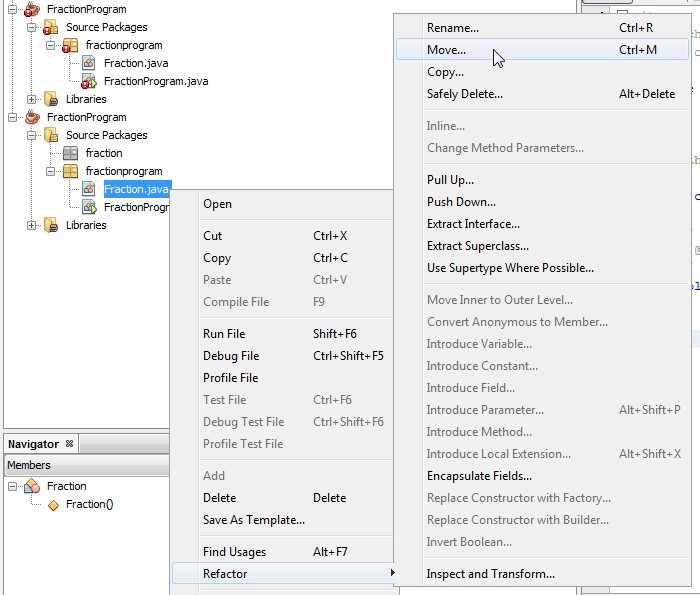 FractionProgram
Source Packages
fractionprogram
Fraction.java
FractionProgram.java
Libraries
FractionProgram
Source Packages
fraction
fractionprogram
Fraction.java
FractionProgr
Libraries
Navigator
Members
Fraction
Fraction()
Open
Cut Ctrl+X
Copy Ctrl+C
Paste Ctrl+V
Compile File F9
Run File Shift+F6
Debug File Ctrl+Shift+F5
Profile File
Test File Ctrl+F6
Debug Test File Ctrl+Shift+F6
Profile Test File
Add
Delete Delete
Save As Template...
Find Usages Alt+F7
Refactor
Rename... Ctrl+R
Move... Ctrl+M
Copy...
Safely Delete... Alt+Delete
Inline...
Change Method Parameters...
Pull Up...
Push Down...
Extract Interface...
Extract Superclass...
Use Supertype Where Possible...
Move Inner to Outer Level...
Convert Anonymous to Member...
Introduce Variable...
Introduce Constant...
Introduce Field...
Introduce Parameter... Alt+Shift+P
Introduce Method...
Introduce Local Extension... Alt+Shift+X
Encapsulate Fields...
Replace Constructor with Factory...
Replace Constructor with Builder...
Invert Boolean...
Inspect and Transform...